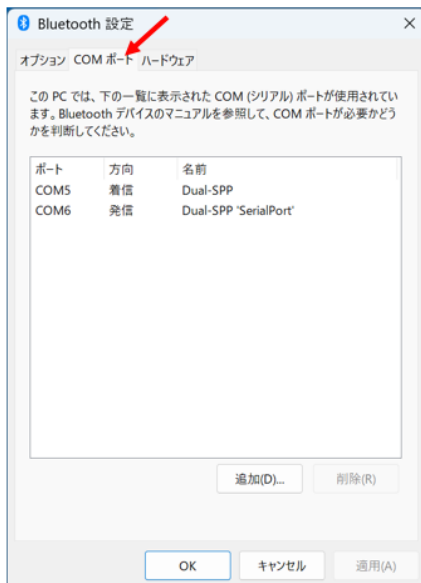 Bluetooth 設定
オプション COM ポート ハードウェア
この PC では、下の一覧に表示された COM (シリアル) ポートが使用されてい
ます。Bluetooth デバイスのマニュアルを参照して、COM ポートが必要かどう
かを判断してください。
ポート 方向 名前
COM5 着信 Dual-SPP
COM6 発信 Dual-SPP 'SerialPort'
追加(D)... 削除(R)
OK キャンセル 適用(A)